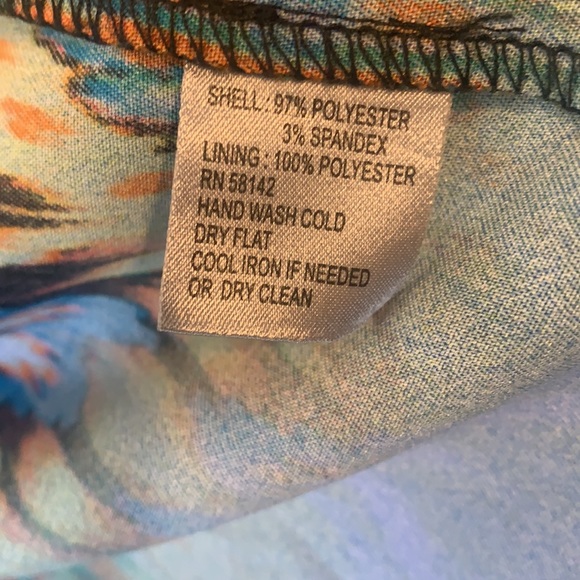 SHELL : 97% POLYESTER
3% SPANDEX
LINING : 100% POLYESTER
RN 58142
HAND WASH COLD
DRY FLAT
COOL IRON IF NEEDED
OR DRY CLEAN